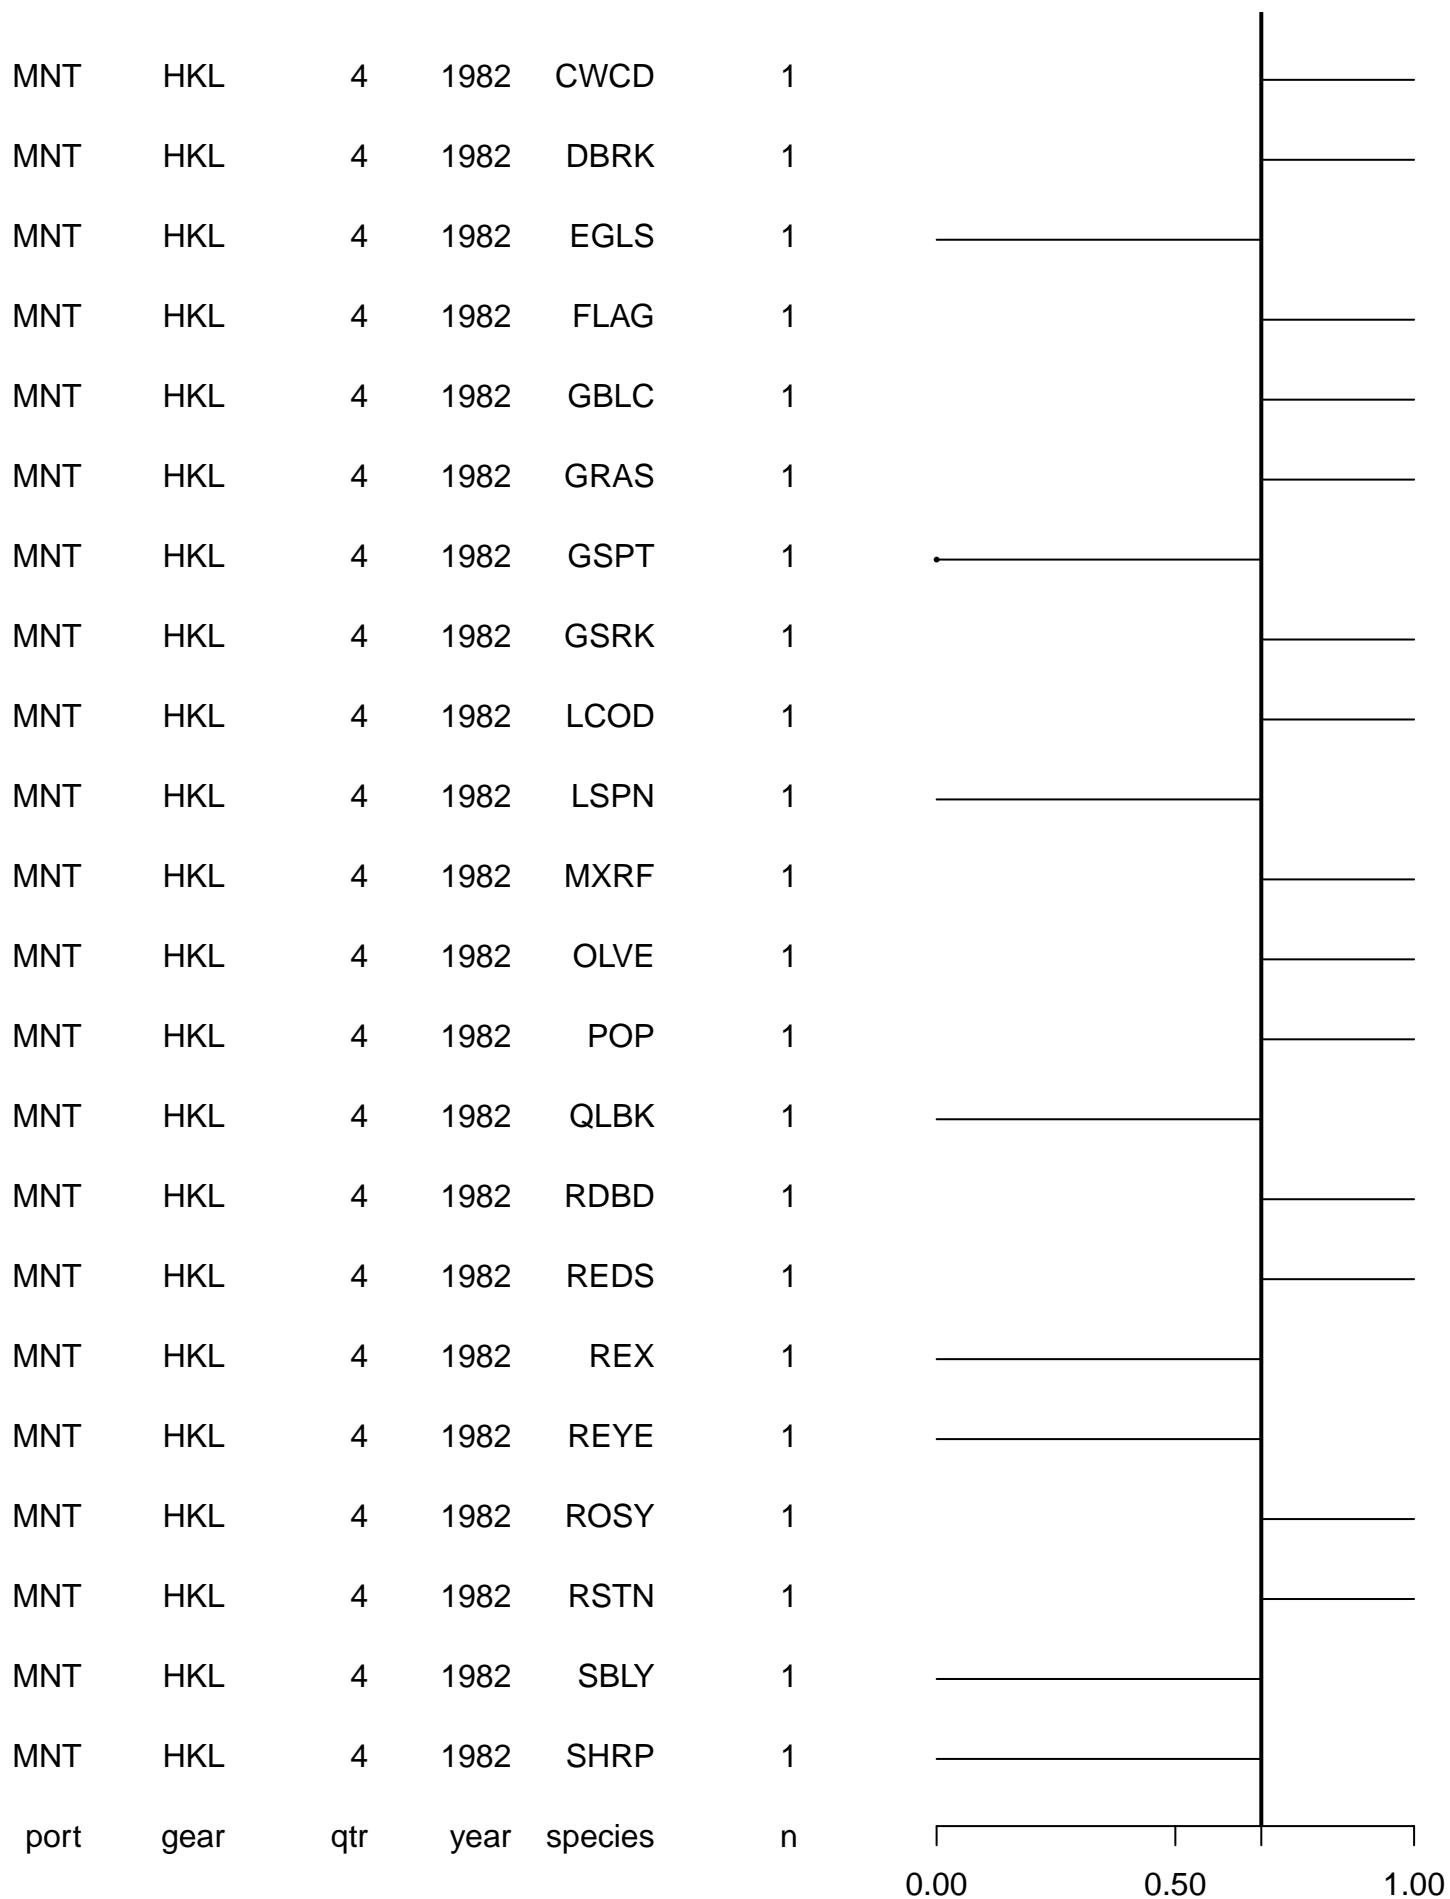 MNT HKL 4 1982 CWCD 1
MNT HKL 4 1982 DBRK 1
MNT HKL 4 1982 EGLS 1
MNT HKL 4 1982 FLAG 1
MNT HKL 4 1982 GBLC 1
MNT HKL 4 1982 GRAS 1
MNT HKL 4 1982 GSPT 1
MNT HKL 4 1982 GSRK 1
MNT HKL 4 1982 LCOD 1
MNT HKL 4 1982 LSPN 1
MNT HKL 4 1982 MXRF 1
MNT HKL 4 1982 OLVE 1
MNT HKL 4 1982 POP 1
MNT HKL 4 1982 QLBK 1
MNT HKL 4 1982 RDBD 1
MNT HKL 4 1982 REDS 1
MNT HKL 4 1982 REX 1
MNT HKL 4 1982 REYE 1
MNT HKL 4 1982 ROSY 1
MNT HKL 4 1982 RSTN 1
MNT HKL 4 1982 SBLY 1
MNT HKL 4 1982 SHRP 1
port gear qtr year species n
0.00 0.50 1.00